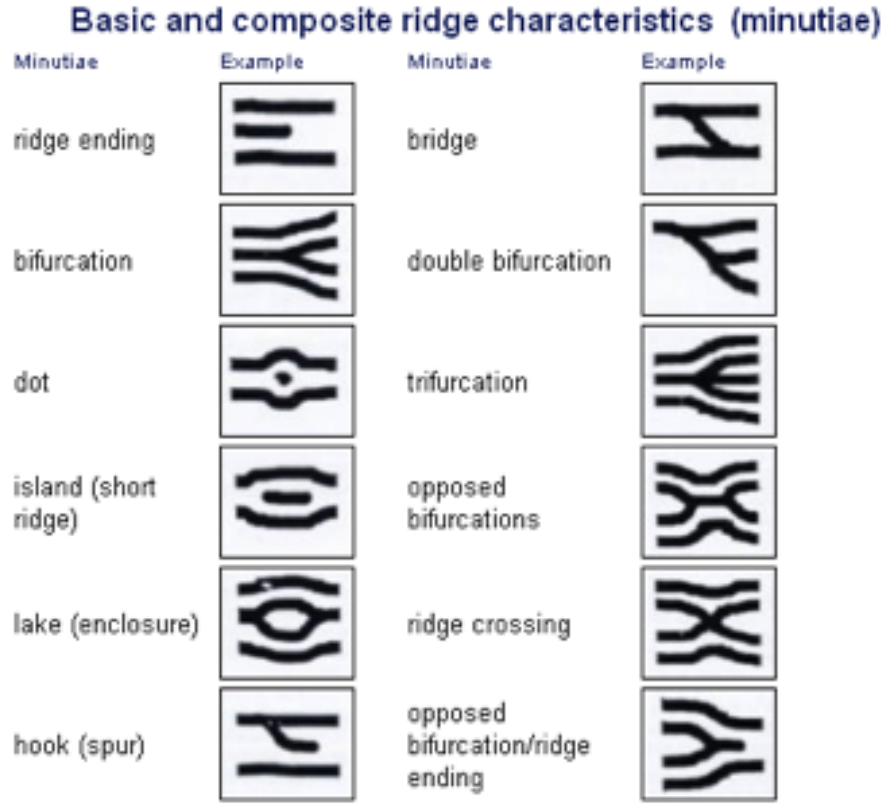 Basic and composite ridge characteristics (minutiae)
Minutiae Example Minutiae Example
ridge ending bridge
bifurcation double bifurcation
dot trifurcation
island (short
ridge)
opposed
bifurcations
lake (enclosure) ridge crossing
hook (spur)
opposed
bifurcation/ridge
ending